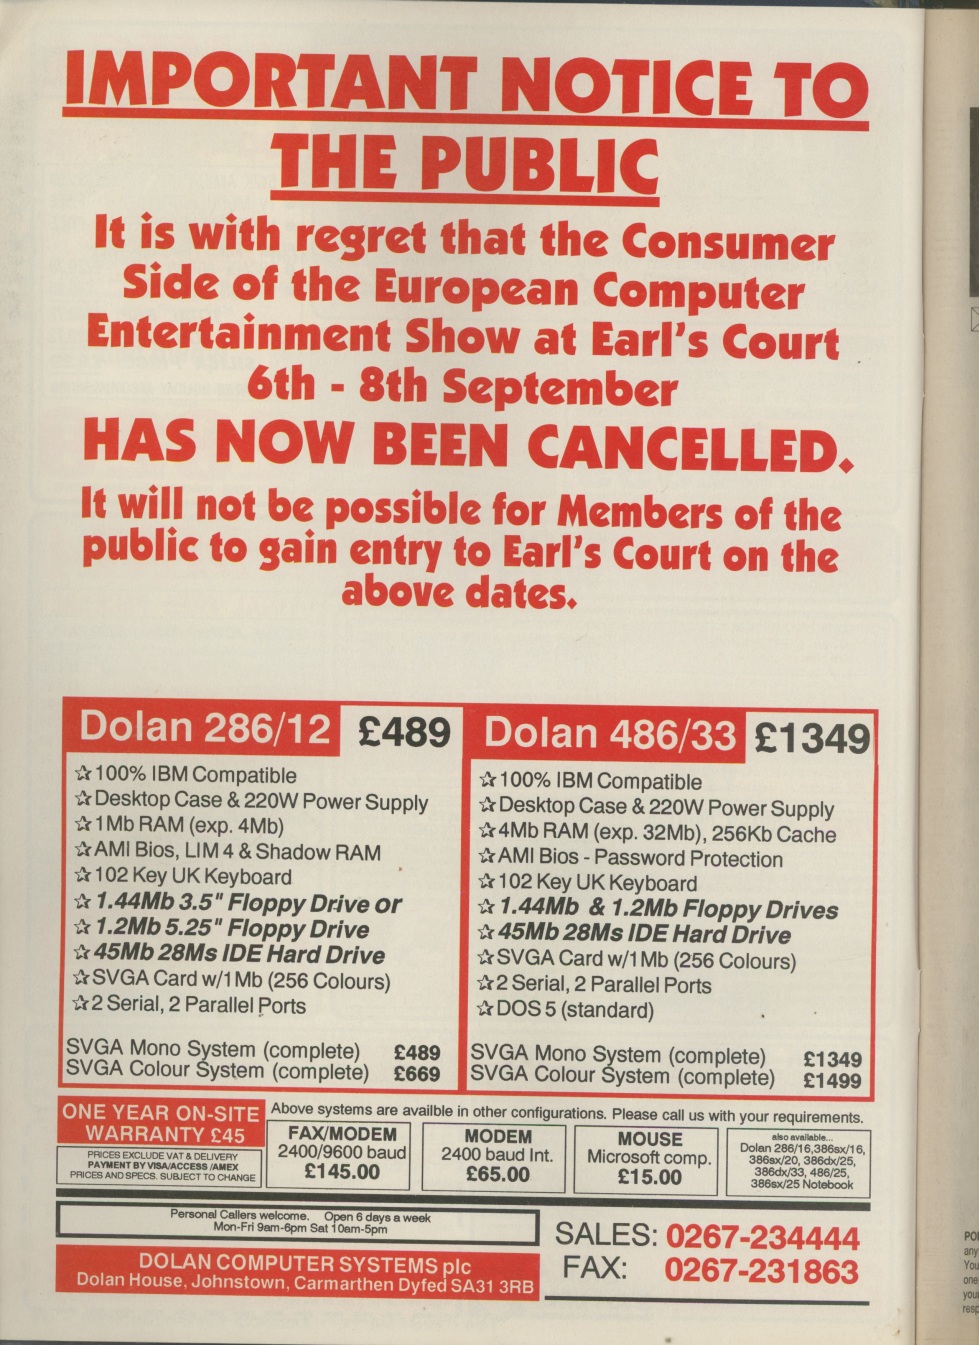 IMPORTANT NOTICE TO
THE PUBLIC
It is with regret that the Consumer
Side of the European Computer
Entertainment Show at Earl's Court
6th - 8th September
HAS NOW BEEN CANCELLED.
It will not be possible for Members of the
public to gain entry to Earl's Court on the
above dates.
Dolan 286/12 £489
☆ 100% IBM Compatible
☆ Desktop Case & 220W Power Supply
☆ 1Mb RAM (exp. 4Mb)
☆ AMI Bios, LIM 4 & Shadow RAM
☆ 102 Key UK Keyboard
☆ 1.44Mb 3.5" Floppy Drive or
☆ 1.2Mb 5.25" Floppy Drive
☆ 45Mb 28Ms IDE Hard Drive
☆ SVGA Card w/1Mb (256 Colours)
☆ 2 Serial, 2 Parallel Ports
SVGA Mono System (complete) £489
SVGA Colour System (complete) £669
Dolan 486/33 £1349
☆ 100% IBM Compatible
☆ Desktop Case & 220W Power Supply
☆ 4Mb RAM (exp. 32Mb), 256Kb Cache
☆ AMI Bios - Password Protection
☆ 102 Key UK Keyboard
☆ 1.44Mb & 1.2Mb Floppy Drives
☆ 45Mb 28Ms IDE Hard Drive
☆ SVGA Card w/1Mb (256 Colours)
☆ 2 Serial, 2 Parallel Ports
☆ DOS 5 (standard)
SVGA Mono System (complete) £1349
SVGA Colour System (complete) £1499
ONE YEAR ON-SITE
WARRANTY £45
PRICES EXCLUDE VAT & DELIVERY
PAYMENT BY VISA/ACCESS /AMEX
PRICES AND SPECS. SUBJECT TO CHANGE
Above systems are availble in other configurations. Please call us with your requirements.
FAX/MODEM
2400/9600 baud
£145.00
MODEM
2400 baud Int.
£65.00
MOUSE
Microsoft comp.
£15.00
also available...
Dolan 286/16,386sx/16,
386sx/20, 386dx/25,
386dx/33, 486/25,
386sx/25 Notebook
Personal Callers welcome. Open 6 days a week
Mon-Fri 9am-6pm Sat 10am-5pm
DOLAN COMPUTER SYSTEMS plc
Dolan House, Johnstown, Carmarthen Dyfed SA31 3RB
SALES: 0267-234444
FAX: 0267-231863
any
You
one
your